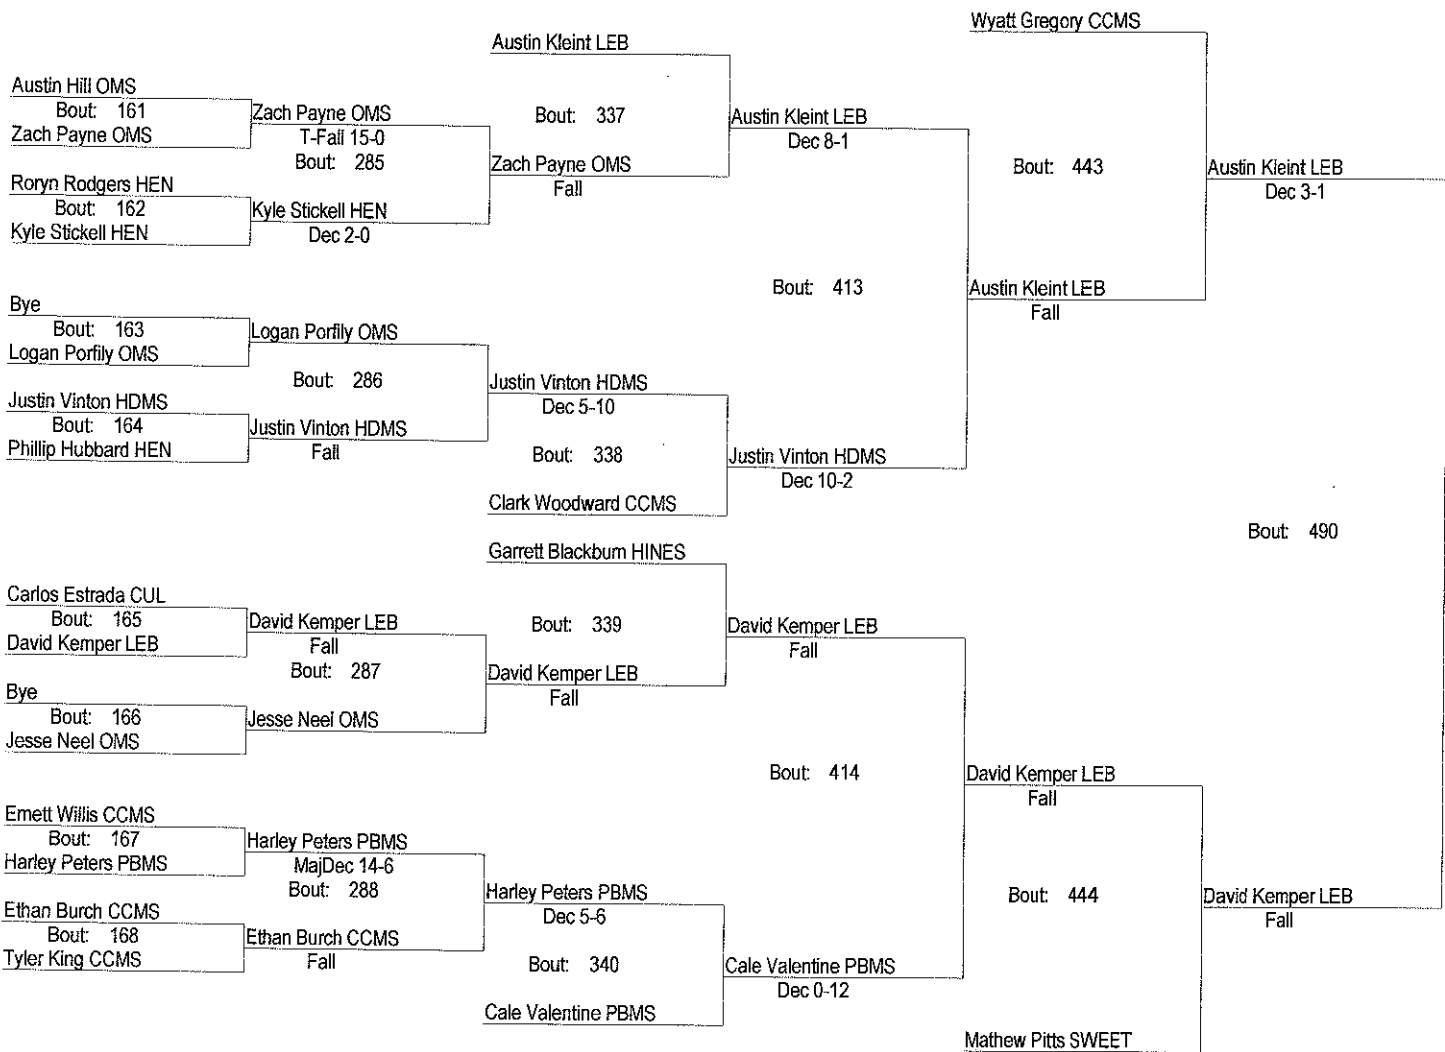 Wyatt Gregory CCMS
Austin Kleint LEB
Austin Hill OMS
Bout: 161
Zach Payne OMS
Zach Payne OMS
T-Fall 15-0
Bout: 285
Bout: 337
Austin Kleint LEB
Dec 8-1
Zach Payne OMS
Fall
Bout: 443
Austin Kleint LEB
Dec 3-1
Roryn Rodgers HEN
Bout: 162
Kyle Stickell HEN
Kyle Stickell HEN
Dec 2-0
Bout: 413
Austin Kleint LEB
Fall
Bye
Bout: 163
Logan Porfily OMS
Logan Porfily OMS
Bout: 286
Justin Vinton HDMS
Dec 5-10
Justin Vinton HDMS
Bout: 164
Phillip Hubbard HEN
Justin Vinton HDMS
Fall
Bout: 338
Justin Vinton HDMS
Dec 10-2
Clark Woodward CCMS
Bout: 490
Garrett Blackburn HINES
Carlos Estrada CUL
Bout: 165
David Kemper LEB
David Kemper LEB
Fall
Bout: 287
Bout: 339
David Kemper LEB
Fall
David Kemper LEB
Fall
Bye
Bout: 166
Jesse Neel OMS
Jesse Neel OMS
Bout: 414
David Kemper LEB
Fall
Emett Willis CCMS
Bout: 167
Harley Peters PBMS
Harley Peters PBMS
MajDec 14-6
Bout: 288
Harley Peters PBMS
Dec 5-6
Bout: 444
David Kemper LEB
Fall
Ethan Burch CCMS
Bout: 168
Tyler King CCMS
Ethan Burch CCMS
Fall
Bout: 340
Cale Valentine PBMS
Dec 0-12
Cale Valentine PBMS
Mathew Pitts SWEET